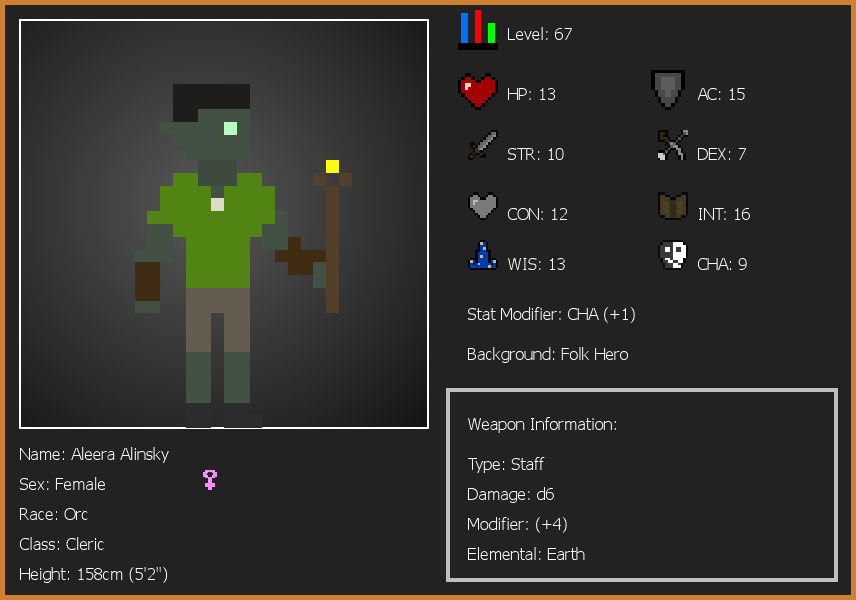 Level: 67
HP: 13
AC: 15
STR: 10
DEX: 7
CON: 12
INT: 16
WIS: 13
CHA: 9
Stat Modifier: CHA (+1)
Background: Folk Hero
Weapon Information:
Type: Staff
Damage: d6
Modifier: (+4)
Elemental: Earth
Name: Aleera Alinsky
Sex: Female
Race: Orc
Class: Cleric
Height: 158cm (5'2")